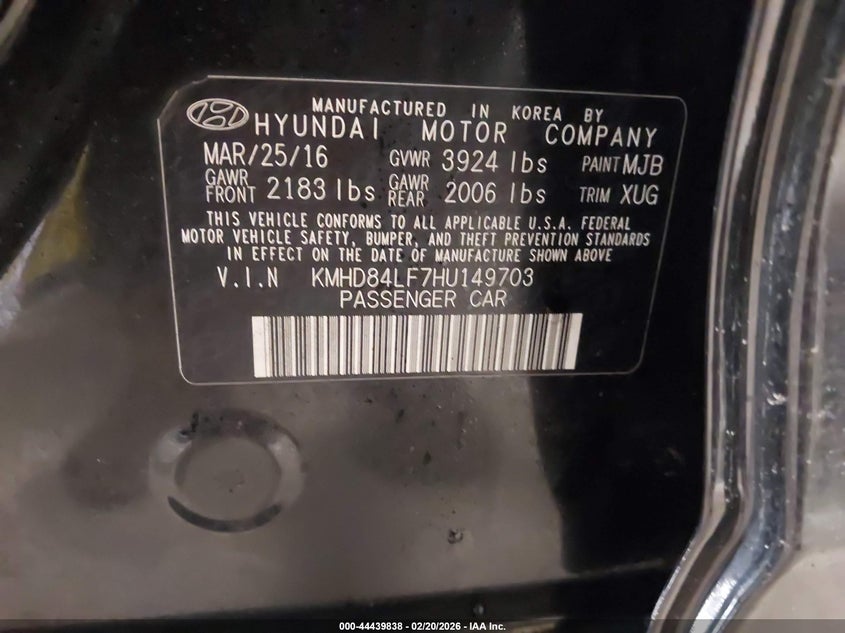 MANUFACTURED IN KOREA BY
HYUNDAI MOTOR COMPANY
MAR/25/16 GVWR 3924 lbs PAINT MJB
GAWR FRONT 2183 lbs GAWR REAR 2006 lbs TRIM XUG
THIS VEHICLE CONFORMS TO ALL APPLICABLE U.S.A. FEDERAL
MOTOR VEHICLE SAFETY, BUMPER, AND THEFT PREVENTION STANDARDS
IN EFFECT ON THE DATE OF MANUFACTURE SHOWN ABOVE
V.I.N KMHD84LF7HU149703
PASSENGER CAR
000-44439838 - 02/20/2026 - IAA Inc.